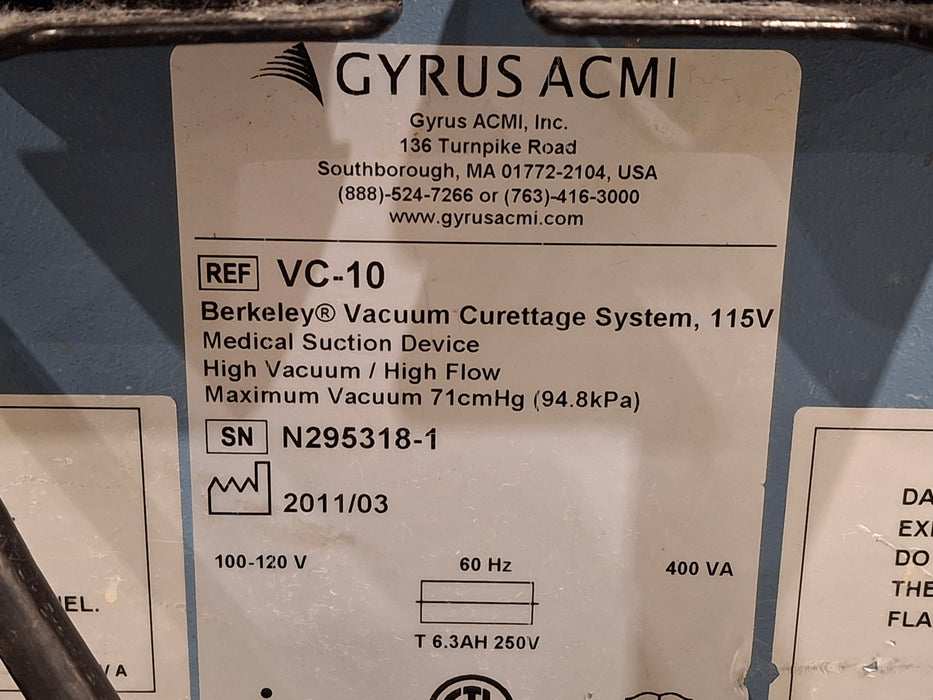 GYRUS ACMI
Gyrus ACMI, Inc.
136 Turnpike Road
Southborough, MA 01772-2104, USA
(888)-524-7266 or (763)-416-3000
www.gyrusacmi.com
REF VC-10
Berkeley® Vacuum Curettage System, 115V
Medical Suction Device
High Vacuum / High Flow
Maximum Vacuum 71cmHg (94.8kPa)
SN N295318-1
2011/03
100-120 V 60 Hz 400 VA
T 6.3AH 250V
DO